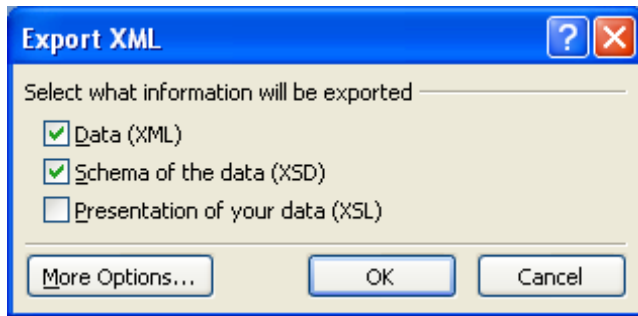 Export XML
Select what information will be exported
Data (XML)
Schema of the data (XSD)
Presentation of your data (XSL)
More Options... OK Cancel